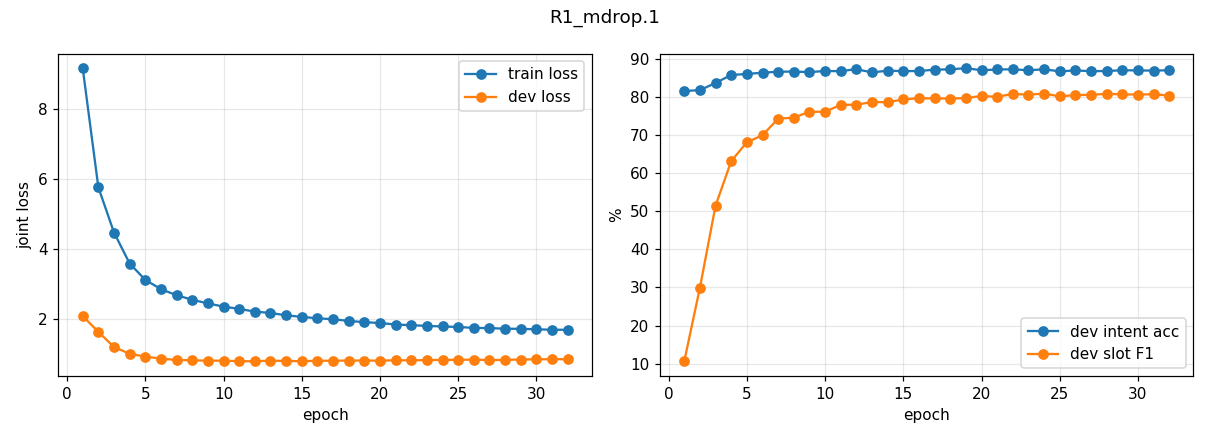 R1_mdrop.1
joint loss
8
6
4
2
0 5 10 15 20 25 30
epoch
train loss
dev loss
%
90
80
70
60
50
40
30
20
10
0 5 10 15 20 25 30
epoch
dev intent acc
dev slot F1